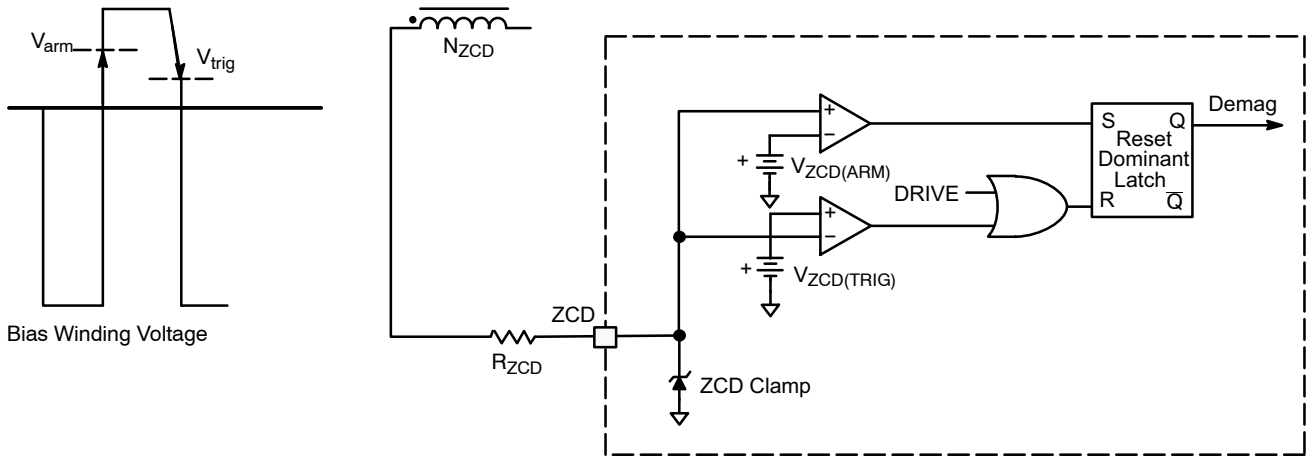 V_arm
V_trig
Bias Winding Voltage
N_ZCD
ZCD
R_ZCD
ZCD Clamp
+
−
+
V_ZCD(ARM)
DRIVE
+
−
+
V_ZCD(TRIG)
S Q
Reset
Dominant
Latch
R Q̅
Demag